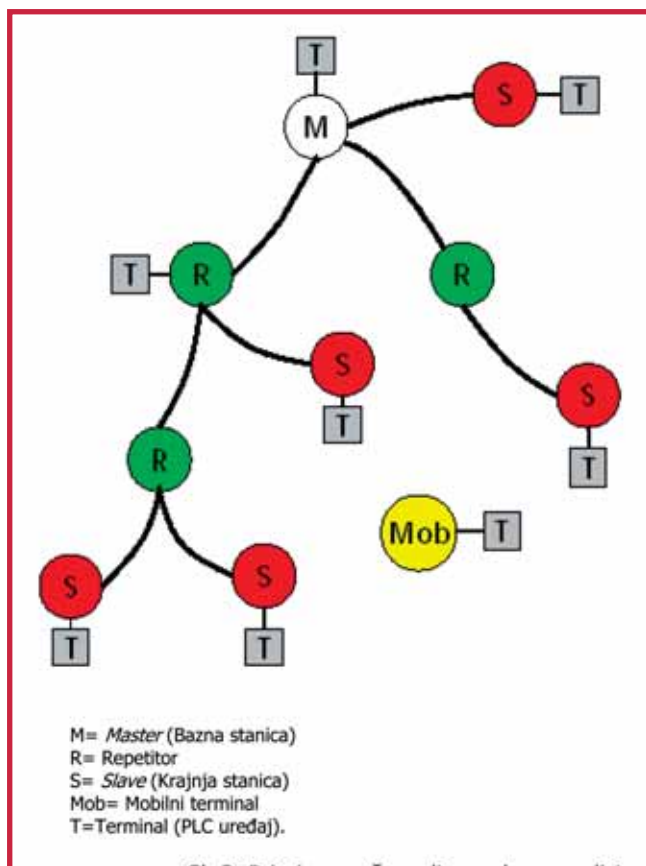 T
M
S
T
T
R
R
S
T
S
T
R
Mob
T
S
T
S
T
M= Master (Bazna stanica)
R= Repetitor
S= Slave (Krajnja stanica)
Mob= Mobilni terminal
T=Terminal (PLC uređaj).